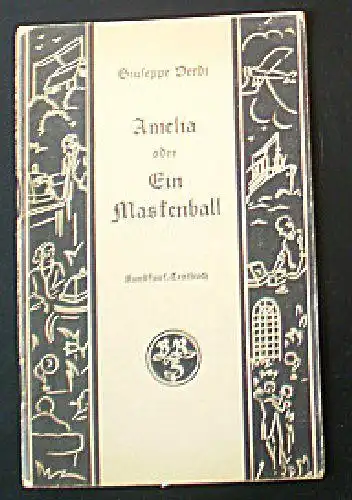 Giuseppe Verdi
Amelia
oder
Ein
Maskenball
Rundfunk-Textbuch